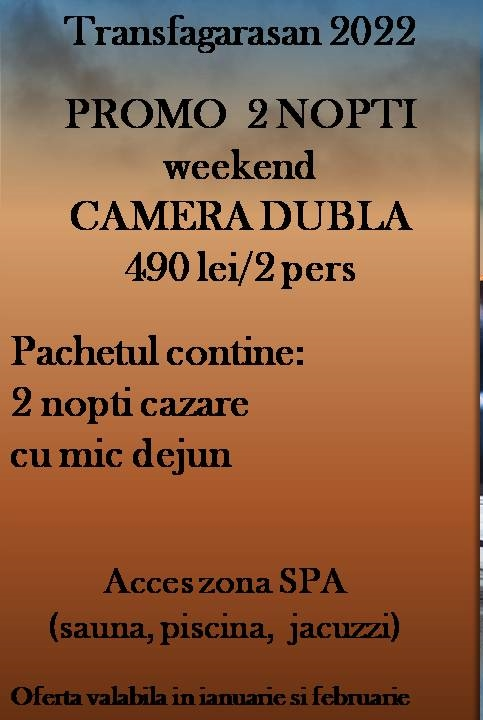 Transfagarasan 2022
PROMO 2 NOPTI
weekend
CAMERA DUBLA
490 lei/2 pers
Pachetul contine:
2 nopti cazare
cu mic dejun
Acces zona SPA
(sauna, piscina, jacuzzi)
Oferta valabila in ianuarie si februarie